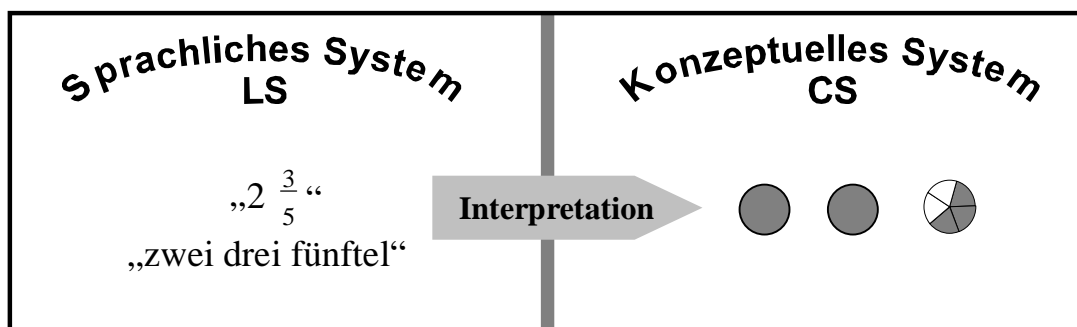 Sprachliches System
LS
Konzeptuelles System
CS
„2 3/5“
„zwei drei fünftel“
Interpretation